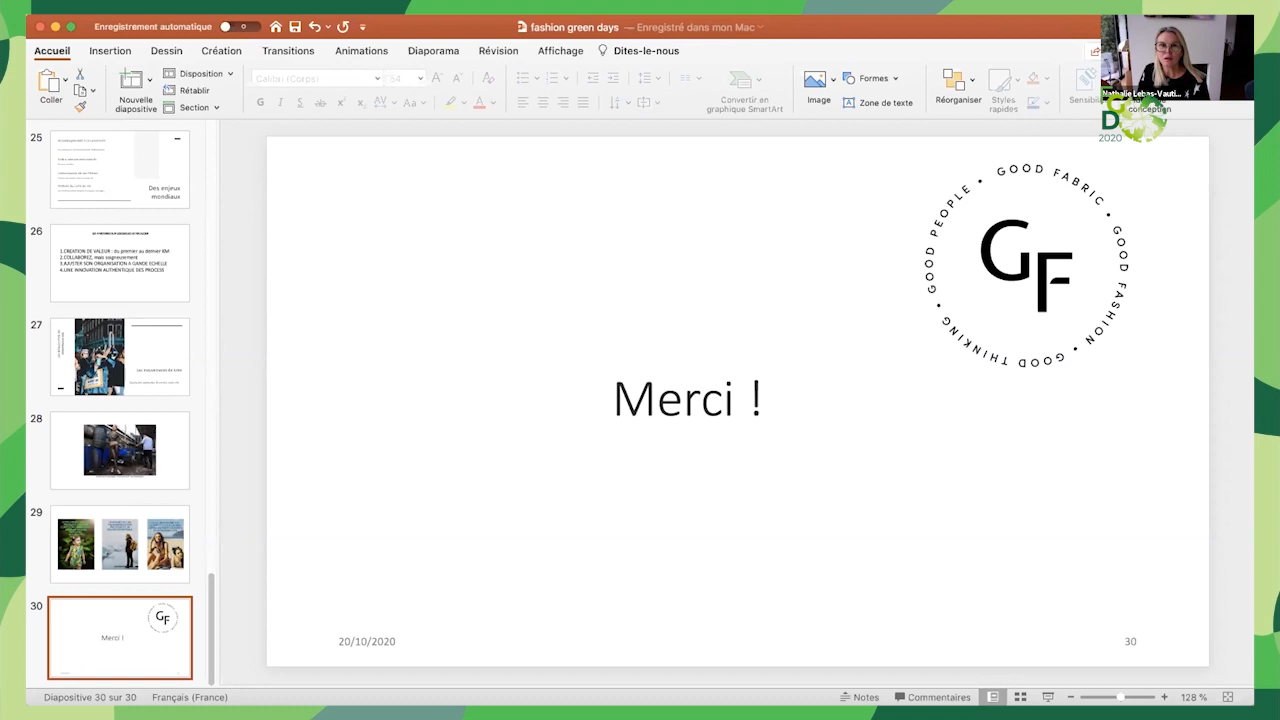 Enregistrement automatique
0
fashion green days — Enregistré dans mon Mac
Accueil
Insertion
Dessin
Création
Transitions
Animations
Diaporama
Révision
Affichage
Dites-le-nous
Coller
Nouvelle
diapositive
Disposition
Rétablir
Section
Calibri (Corps)
Convertir en
graphique SmartArt
Image
Formes
Zone de texte
Réorganiser
Styles
rapides
conception
D
2020
25
Des enjeux
mondiaux
26
1.CREATION DE VALEUR : du premier au dernier KM
2.COLLABOREZ, mais soigneusement
3.AJUSTER SON ORGANISATION A GANDE ECHELLE
4.UNE INNOVATION AUTHENTIQUE DES PROCESS
27
28
29
30
GF
Merci !
GOOD FABRIC • GOOD FASHION • GOOD THINKING • GOOD PEOPLE •
GF
Merci !
20/10/2020
30
Diapositive 30 sur 30
Français (France)
Notes
Commentaires
128 %